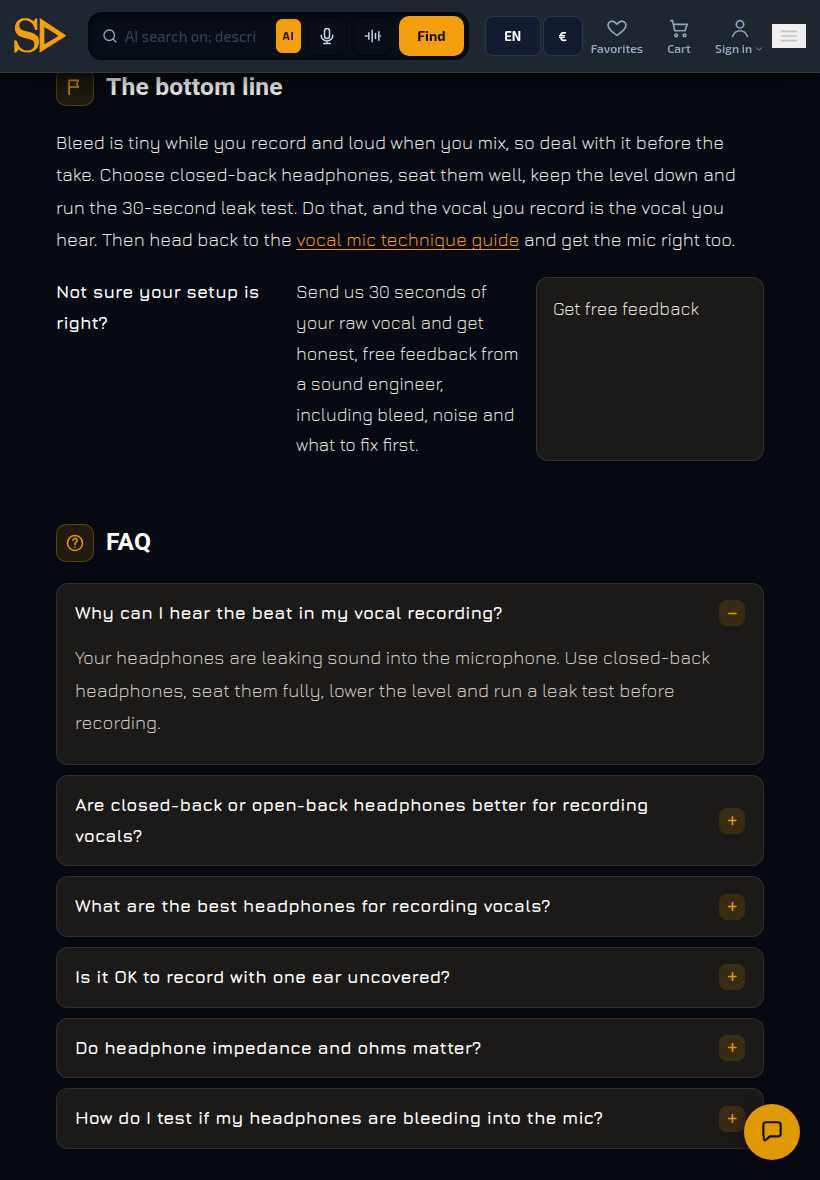 SD
AI search on: descri
AI
Find
EN
€
Favorites
Cart
Sign in
The bottom line
Bleed is tiny while you record and loud when you mix, so deal with it before the
take. Choose closed-back headphones, seat them well, keep the level down and
run the 30-second leak test. Do that, and the vocal you record is the vocal you
hear. Then head back to the vocal mic technique guide and get the mic right too.
Not sure your setup is
right?
Send us 30 seconds of
your raw vocal and get
honest, free feedback from
a sound engineer,
including bleed, noise and
what to fix first.
Get free feedback
FAQ
Why can I hear the beat in my vocal recording?
Your headphones are leaking sound into the microphone. Use closed-back
headphones, seat them fully, lower the level and run a leak test before
recording.
Are closed-back or open-back headphones better for recording
vocals?
What are the best headphones for recording vocals?
Is it OK to record with one ear uncovered?
Do headphone impedance and ohms matter?
How do I test if my headphones are bleeding into the mic?